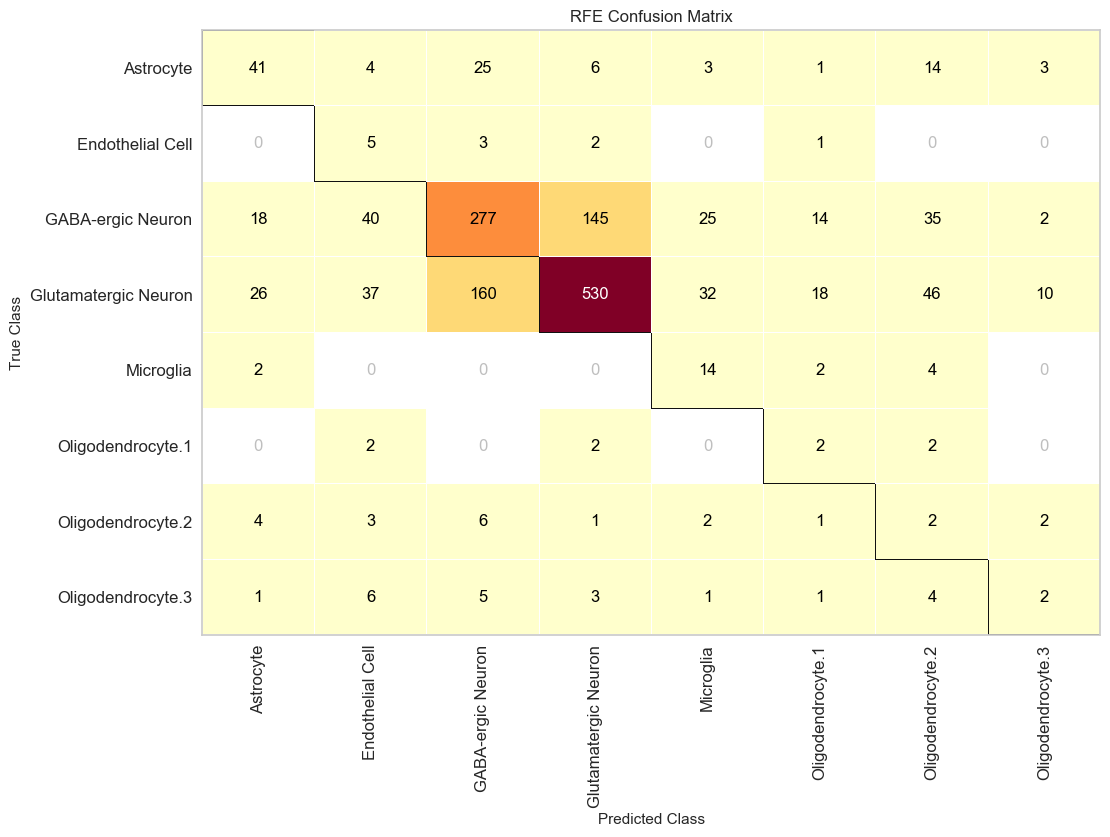 RFE Confusion Matrix
True Class
Astrocyte 41 4 25 6 3 1 14 3
Endothelial Cell 0 5 3 2 0 1 0 0
GABA-ergic Neuron 18 40 277 145 25 14 35 2
Glutamatergic Neuron 26 37 160 530 32 18 46 10
Microglia 2 0 0 0 14 2 4 0
Oligodendrocyte.1 0 2 0 2 0 2 2 0
Oligodendrocyte.2 4 3 6 1 2 1 2 2
Oligodendrocyte.3 1 6 5 3 1 1 4 2
Astrocyte
Endothelial Cell
GABA-ergic Neuron
Glutamatergic Neuron
Microglia
Oligodendrocyte.1
Oligodendrocyte.2
Oligodendrocyte.3
Predicted Class